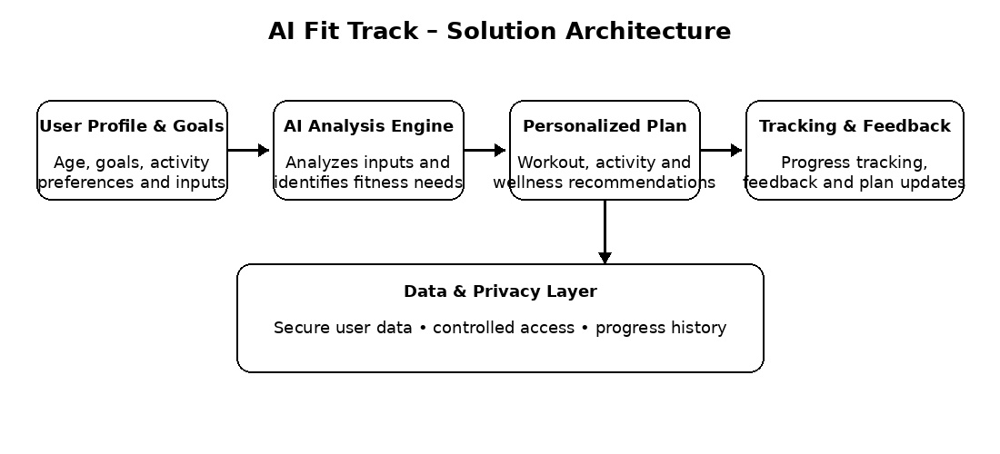 AI Fit Track – Solution Architecture
User Profile & Goals
Age, goals, activity
preferences and inputs
AI Analysis Engine
Analyzes inputs and
identifies fitness needs
Personalized Plan
Workout, activity and
wellness recommendations
Tracking & Feedback
Progress tracking,
feedback and plan updates
Data & Privacy Layer
Secure user data • controlled access • progress history